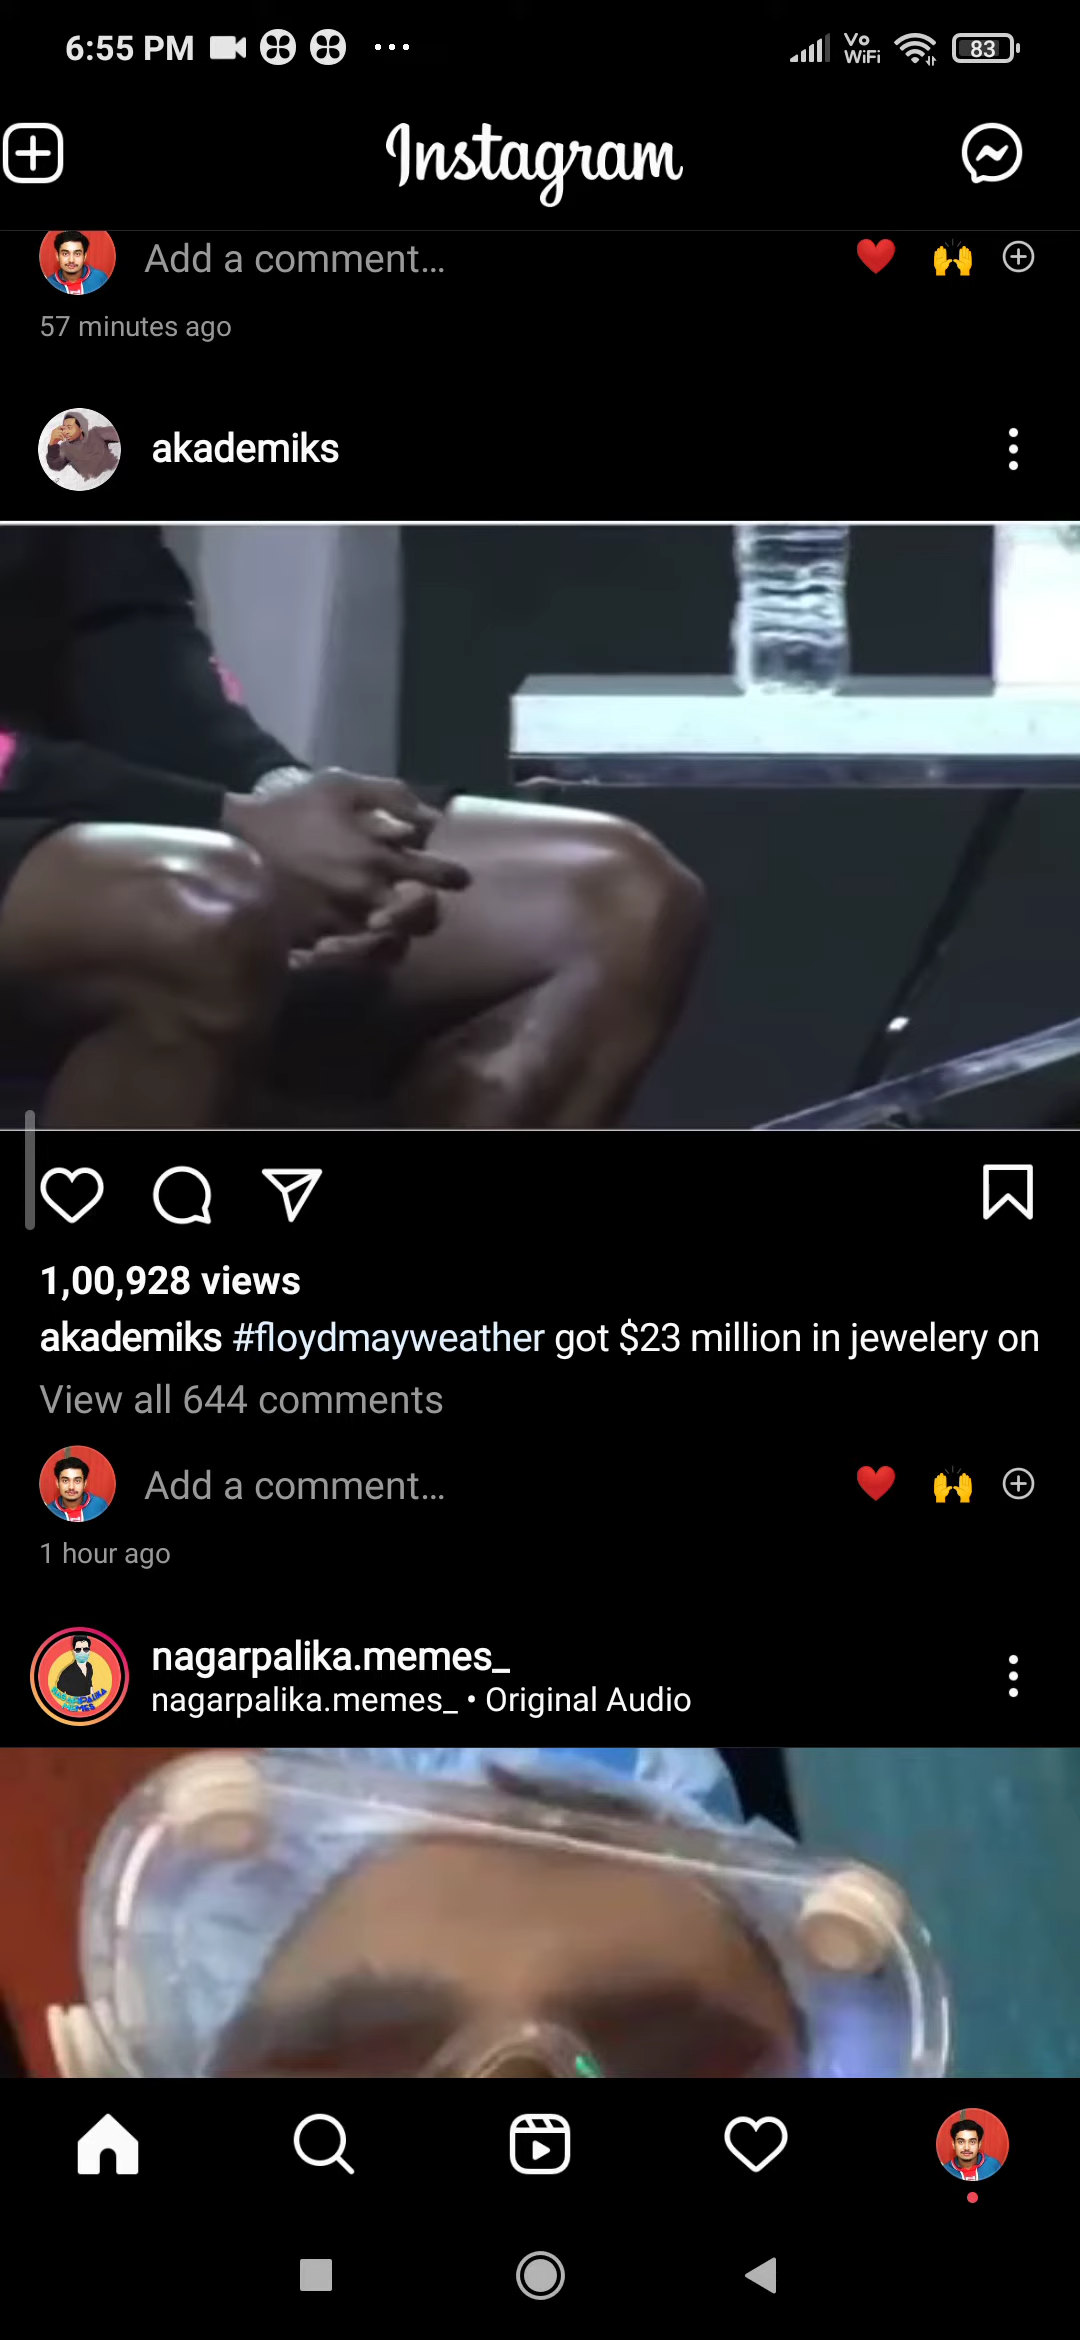 6:55 PM
Vo
WiFi
83
Instagram
Add a comment...
57 minutes ago
akademiks
1,00,928 views
akademiks #floydmayweather got $23 million in jewelery on
View all 644 comments
Add a comment...
1 hour ago
nagarpalika.memes_
nagarpalika.memes_ • Original Audio